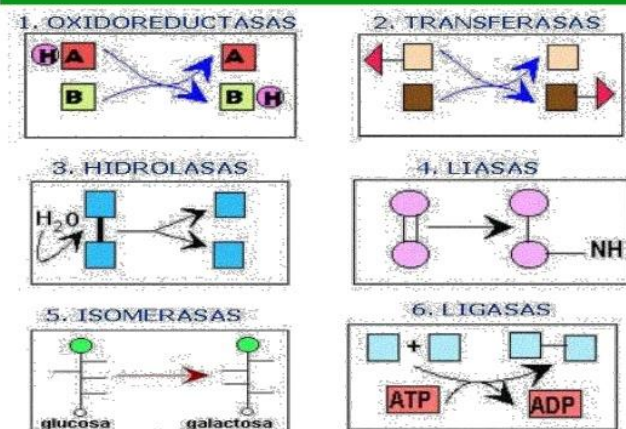 1. OXIDOREDUCTASAS
H A A
B B H
2. TRANSFERASAS
3. HIDROLASAS
H₂O
4. LIASAS
NH
5. ISOMERASAS
glucosa galactosa
6. LIGASAS
+
ATP ADP